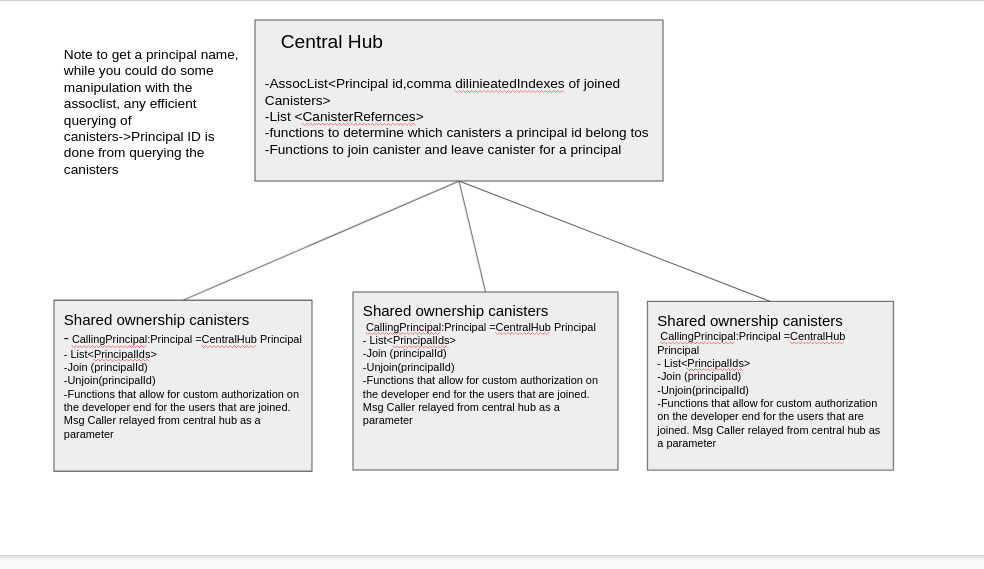 Note to get a principal name,
while you could do some
manipulation with the
assoclist, any efficient
querying of
canisters->Principal ID is
done from querying the
canisters
Central Hub
-AssocList<Principal id,comma dilinieatedIndexes of joined
Canisters>
-List <CanisterRefernces>
-functions to determine which canisters a principal id belong tos
-Functions to join canister and leave canister for a principal
Shared ownership canisters
- CallingPrincipal:Principal =CentralHub Principal
- List<PrincipalIds>
-Join (principalId)
-Unjoin(principalId)
-Functions that allow for custom authorization on
the developer end for the users that are joined.
Msg Caller relayed from central hub as a
parameter
Shared ownership canisters
CallingPrincipal:Principal =CentralHub Principal
- List<PrincipalIds>
-Join (principalId)
-Unjoin(principalId)
-Functions that allow for custom authorization on
the developer end for the users that are joined.
Msg Caller relayed from central hub as a
parameter
Shared ownership canisters
CallingPrincipal:Principal =CentralHub
Principal
- List<PrincipalIds>
-Join (principalId)
-Unjoin(principalId)
-Functions that allow for custom authorization
on the developer end for the users that are
joined. Msg Caller relayed from central hub as
a parameter